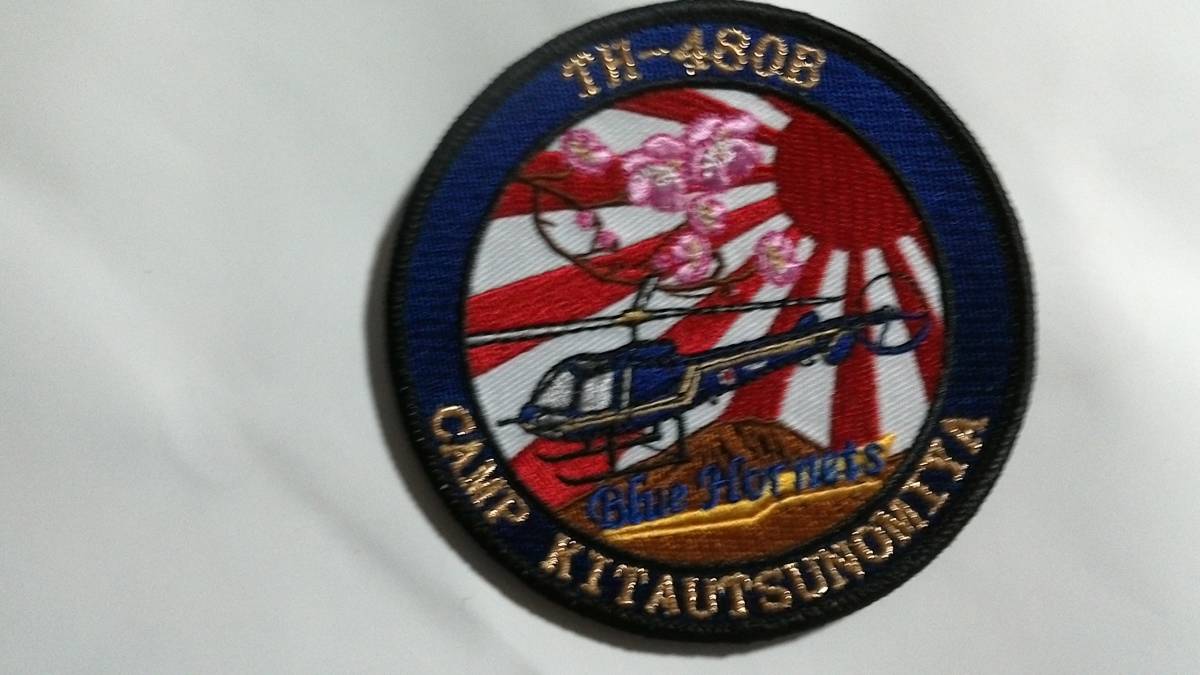 TH-480B
Blue Hornets
CAMP KITAUTSUNOMIYA